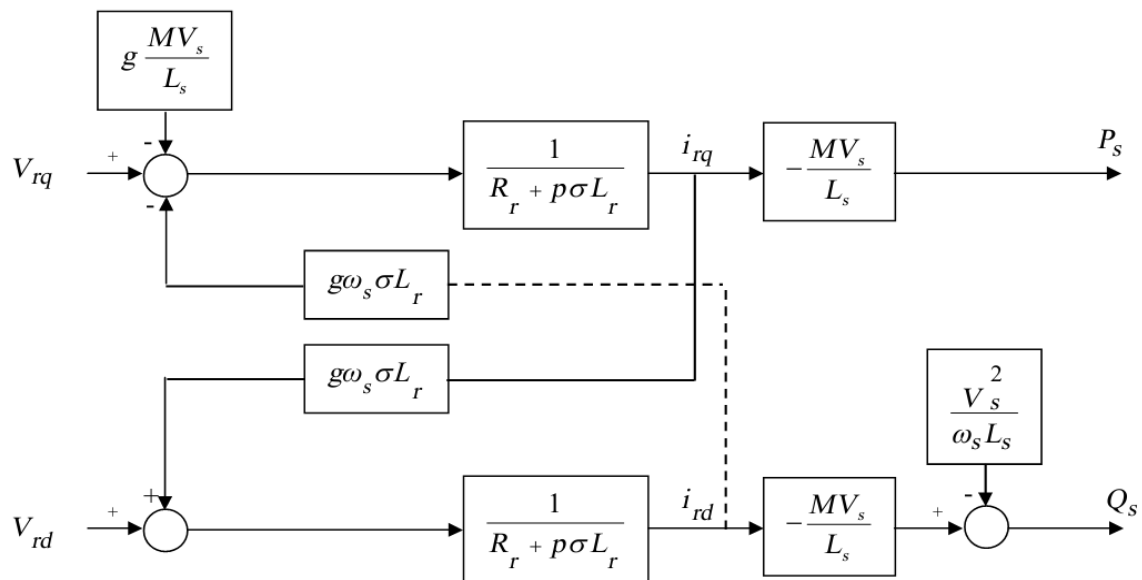 g MV_s / L_s
V_rq + - -
1 / (R_r + pσL_r)
i_rq
-MV_s / L_s
P_s
gω_sσL_r
gω_sσL_r
V_s^2 / ω_sL_s
V_rd + +
1 / (R_r + pσL_r)
i_rd
-MV_s / L_s
+ -
Q_s